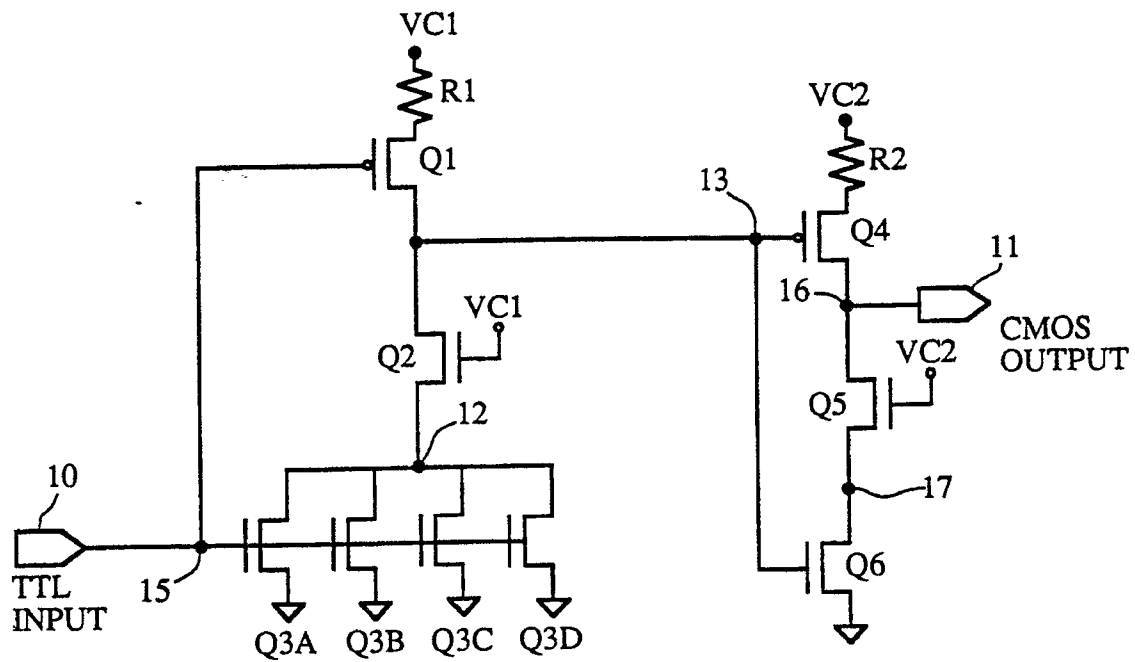 VC1
R1
Q1
VC2
R2
13
Q4
11
16
CMOS
OUTPUT
VC1
Q2
VC2
Q5
12
10
17
TTL
INPUT
15
Q6
Q3A
Q3B
Q3C
Q3D